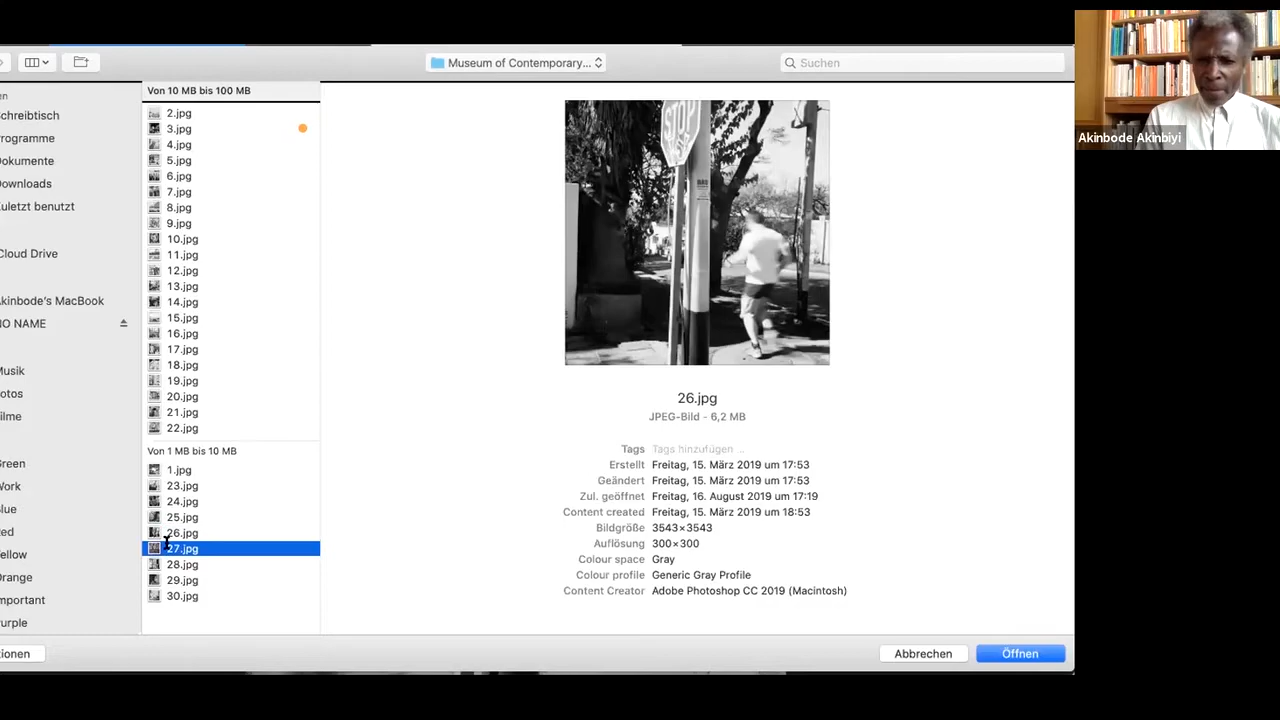 Museum of Contemporary...
Suchen
en
chreibtisch
rogramme
Dokumente
ownloads
uletzt benutzt
Cloud Drive
kinbode's MacBook
NO NAME
Musik
otos
ilme
reen
Work
lue
ed
ellow
Orange
mportant
urple
Von 10 MB bis 100 MB
2.jpg
3.jpg
4.jpg
5.jpg
6.jpg
7.jpg
8.jpg
9.jpg
10.jpg
11.jpg
12.jpg
13.jpg
14.jpg
15.jpg
16.jpg
17.jpg
18.jpg
19.jpg
20.jpg
21.jpg
22.jpg
Von 1 MB bis 10 MB
1.jpg
23.jpg
24.jpg
25.jpg
26.jpg
27.jpg
28.jpg
29.jpg
30.jpg
STOP
26.jpg
JPEG-Bild - 6,2 MB
Tags Tags hinzufügen ...
Erstellt Freitag, 15. März 2019 um 17:53
Geändert Freitag, 15. März 2019 um 17:53
Zul. geöffnet Freitag, 16. August 2019 um 17:19
Content created Freitag, 15. März 2019 um 18:53
Bildgröße 3543×3543
Auflösung 300×300
Colour space Gray
Colour profile Generic Gray Profile
Content Creator Adobe Photoshop CC 2019 (Macintosh)
ionen
Abbrechen
Öffnen
Akinbode Akinbiyi